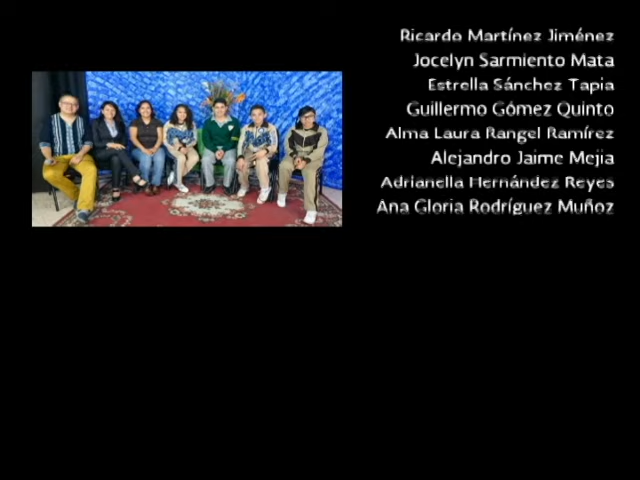 Ricardo Martínez Jiménez
Jocelyn Sarmiento Mata
Estrella Sánchez Tapia
Guillermo Gómez Quinto
Alma Laura Rangel Ramírez
Alejandro Jaime Mejia
Adrianella Hernández Reyes
Ana Gloria Rodríguez Muñoz